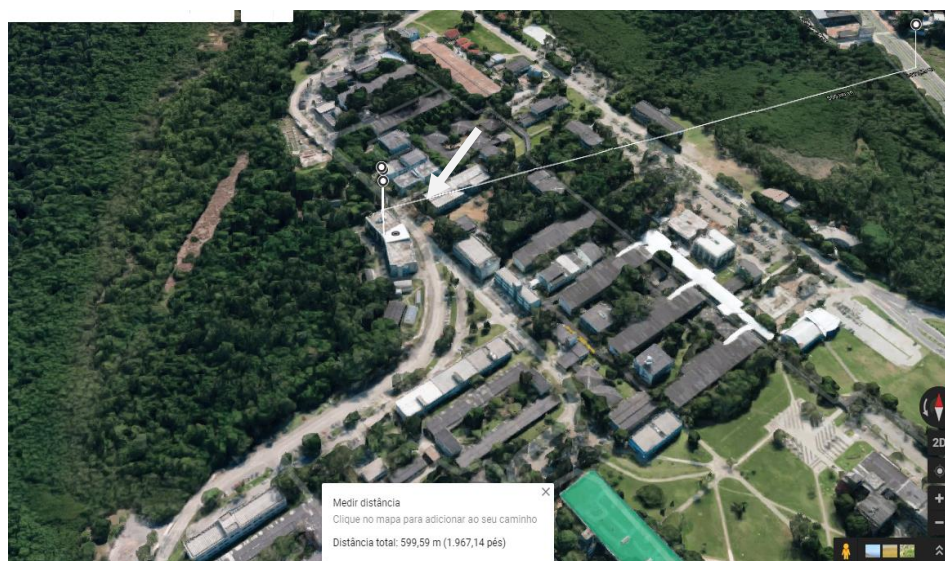 Medir distância
Clique no mapa para adicionar ao seu caminho
Distância total: 599,59 m (1.967,14 pés)
2D